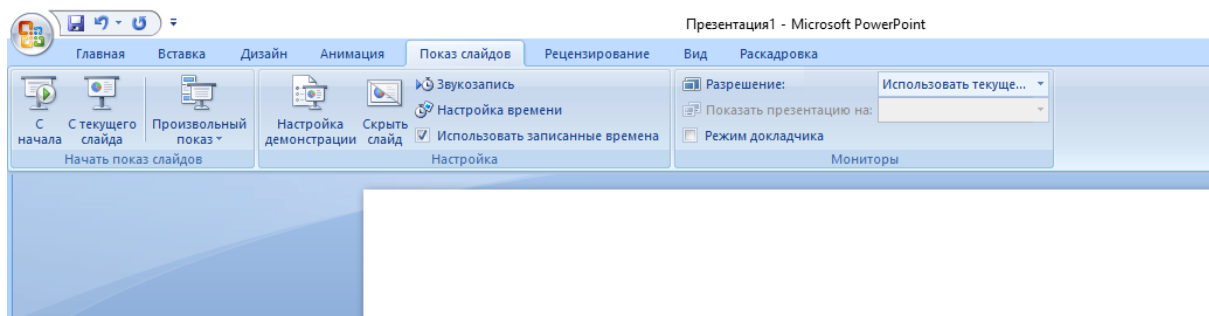 Презентация1 - Microsoft PowerPoint
Главная Вставка Дизайн Анимация Показ слайдов Рецензирование Вид Раскадровка
С начала
С текущего слайда
Произвольный показ
Начать показ слайдов
Настройка демонстрации
Скрыть слайд
Звукозапись
Настройка времени
Использовать записанные времена
Настройка
Разрешение: Использовать текуще...
Показать презентацию на:
Режим докладчика
Мониторы